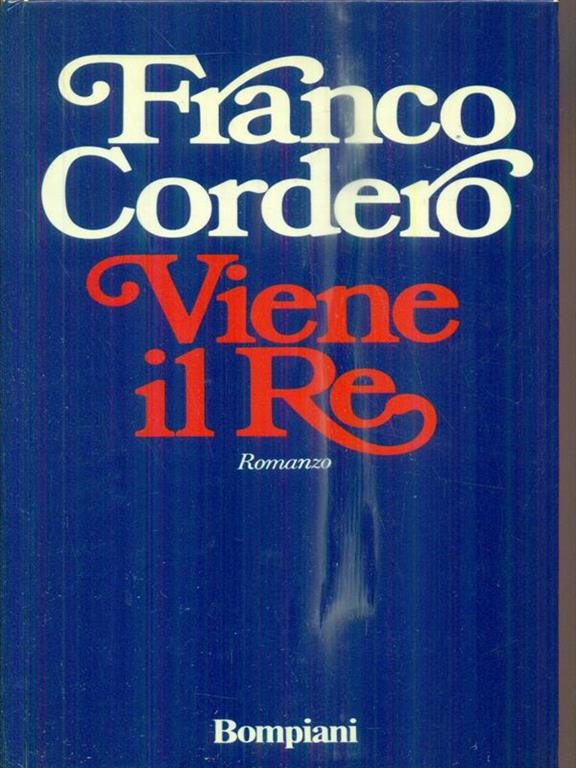 Franco
Cordero
Viene
il Re
Romanzo
Bompiani